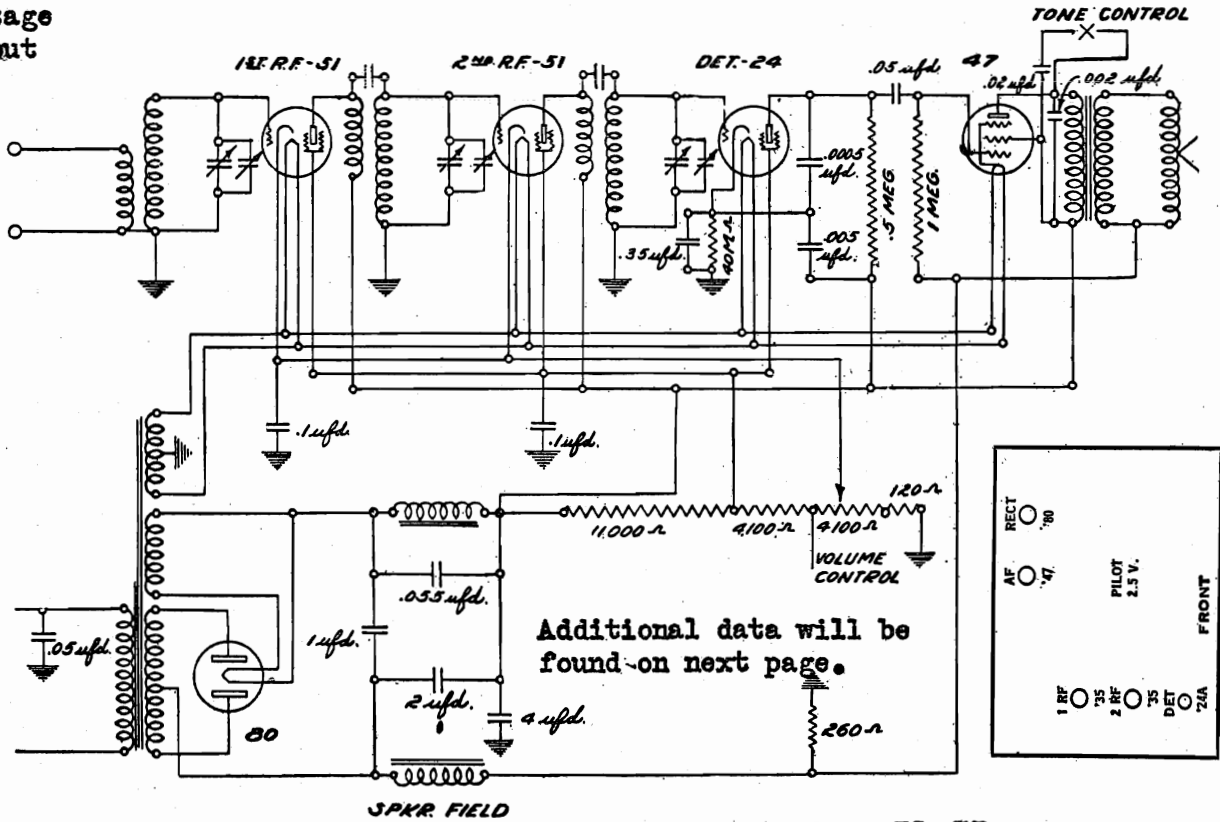 TONE CONTROL
1ST R.F.-51
2ND R.F.-51
DET.-24
.05 ufd.
47
.02 ufd
.002 ufd.
.0005 ufd.
.005 ufd.
.5 MEG.
1 MEG.
.35 ufd.
40MΩ
.1 ufd.
.1 ufd.
11,000 Ω
4,100 Ω
4100 Ω
120 Ω
VOLUME
CONTROL
.055 ufd.
.05 ufd.
1 ufd.
2 ufd.
4 ufd.
80
260 Ω
SPKR. FIELD
Additional data will be
found on next page.
RECT '80
AF '47
PILOT
2.5 V.
FRONT
1 RF '35
2 RF '35
DET '24A